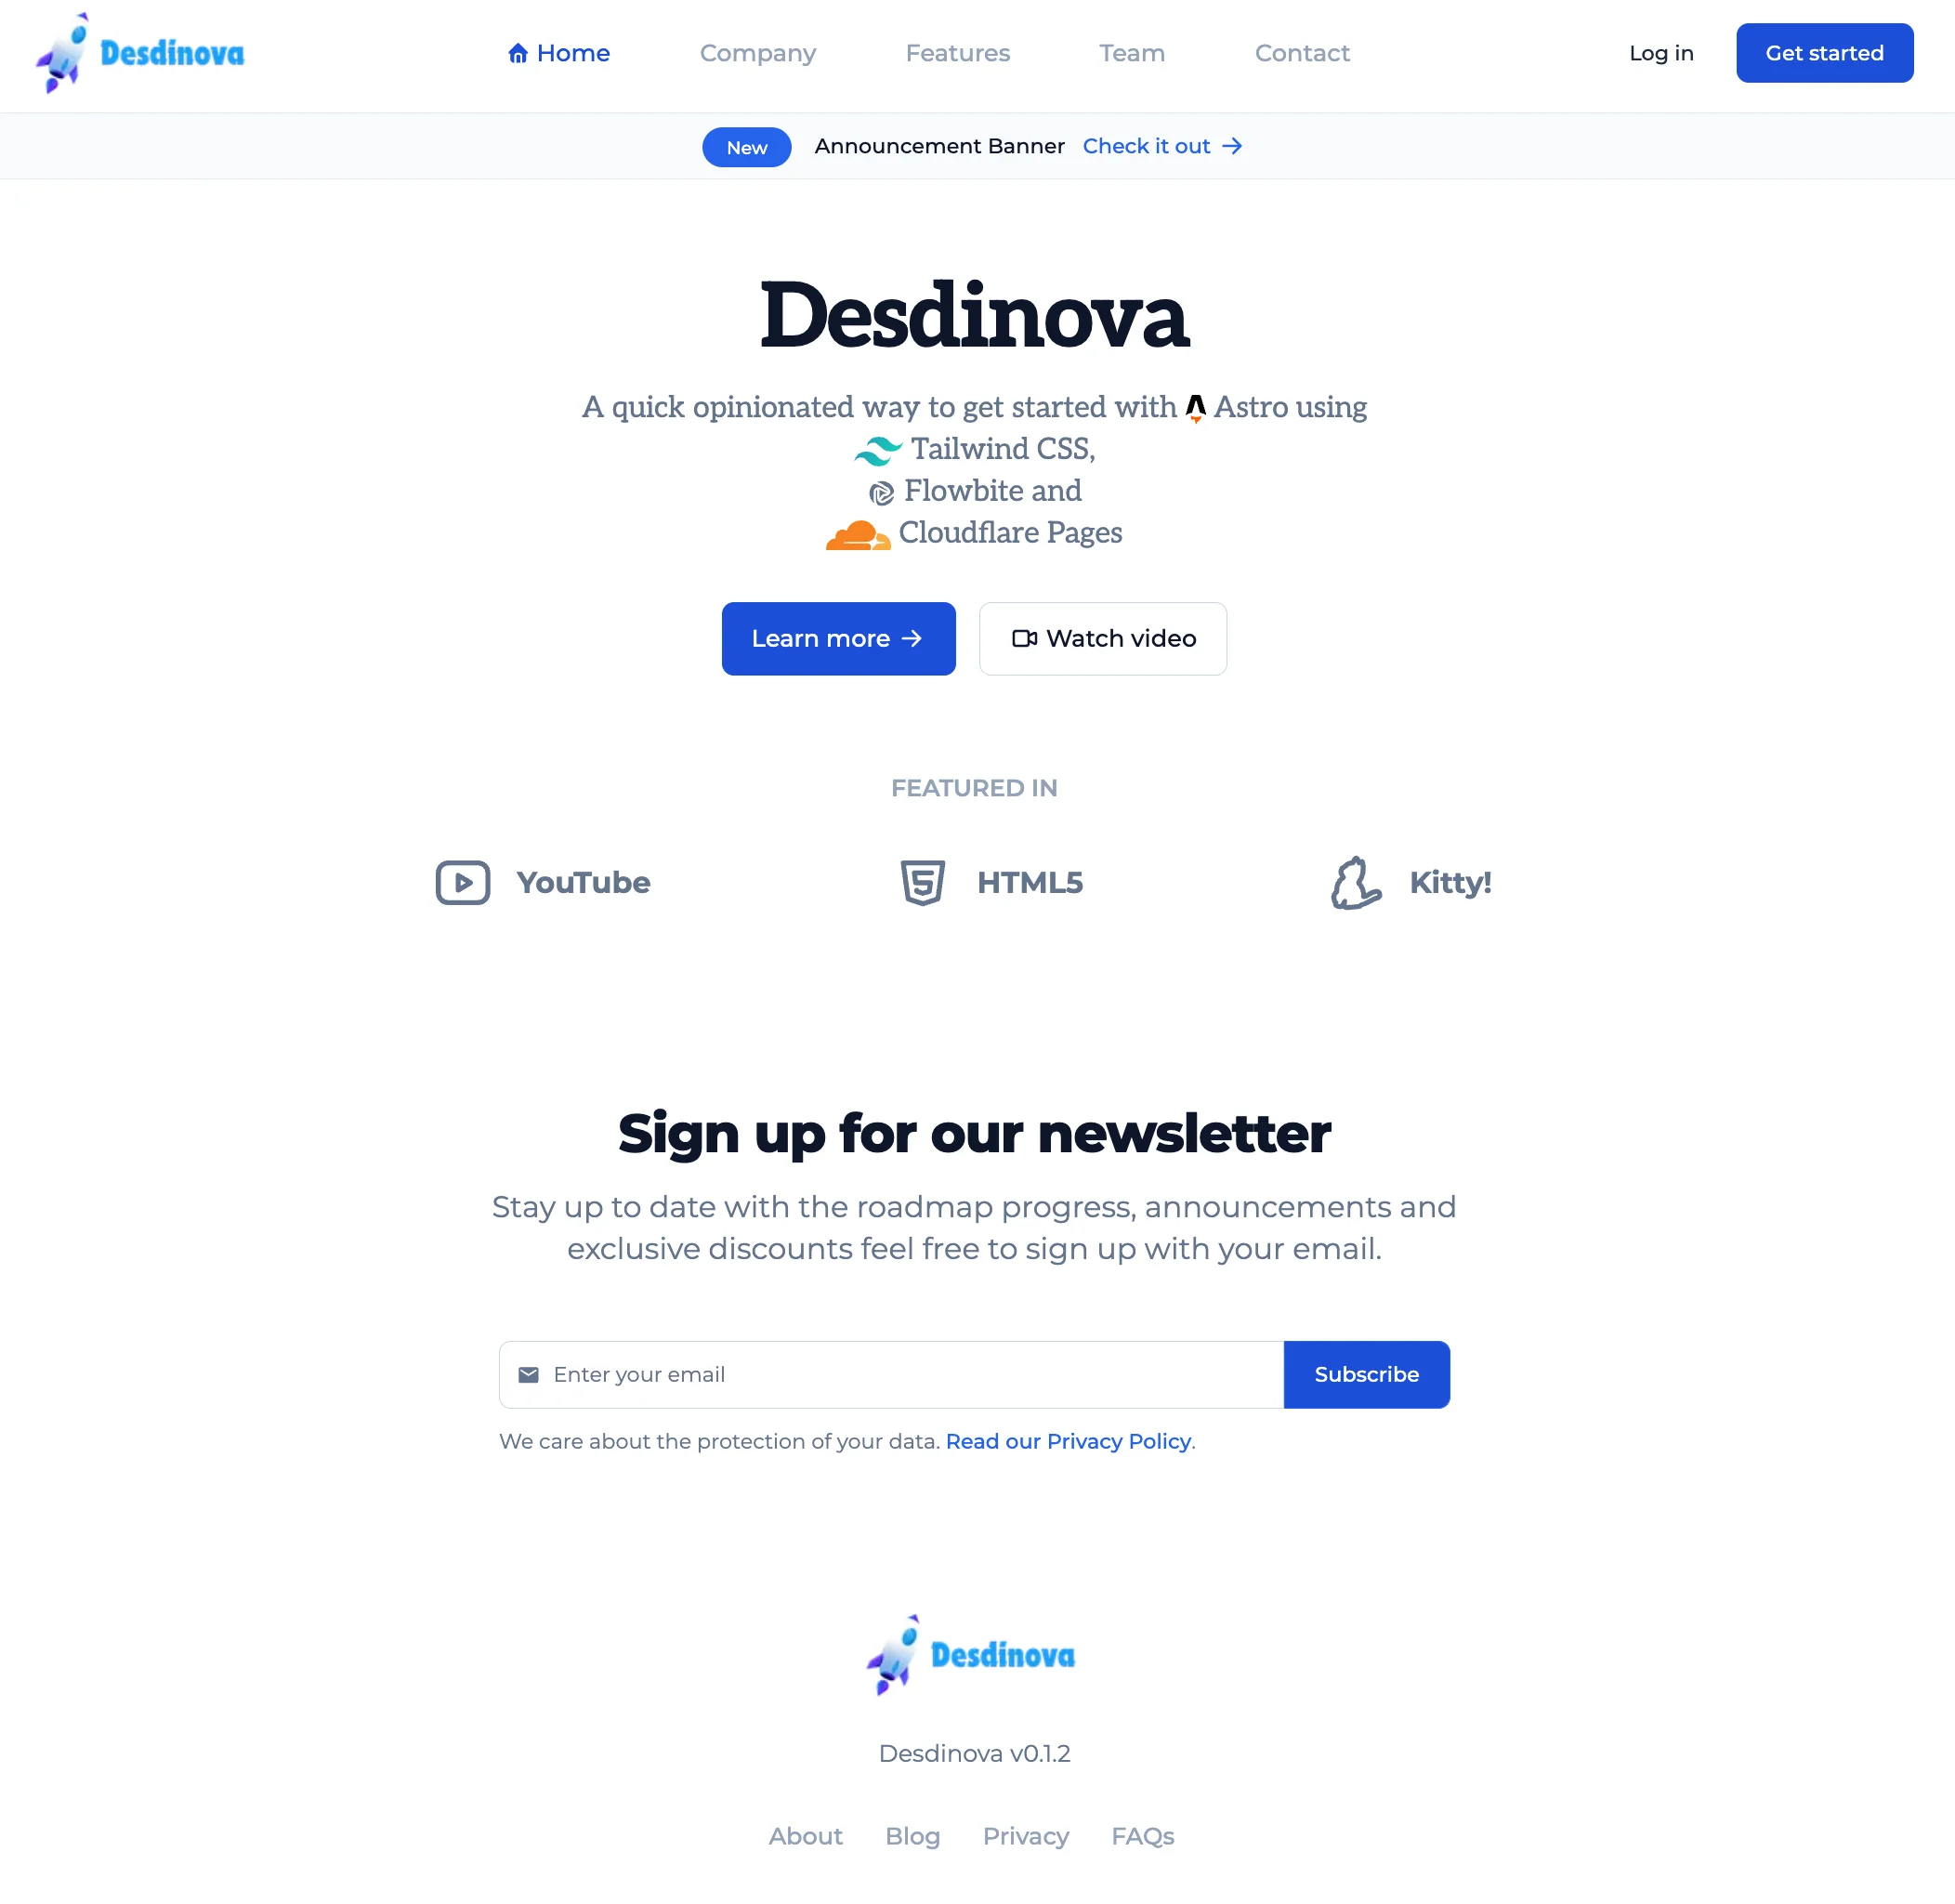 Desdinova
Home
Company
Features
Team
Contact
Log in
Get started
New
Announcement Banner
Check it out
Desdinova
A quick opinionated way to get started with Astro using
Tailwind CSS,
Flowbite and
Cloudflare Pages
Learn more
Watch video
FEATURED IN
YouTube
HTML5
Kitty!
Sign up for our newsletter
Stay up to date with the roadmap progress, announcements and
exclusive discounts feel free to sign up with your email.
Enter your email
Subscribe
We care about the protection of your data. Read our Privacy Policy.
Desdinova
Desdinova v0.1.2
About
Blog
Privacy
FAQs